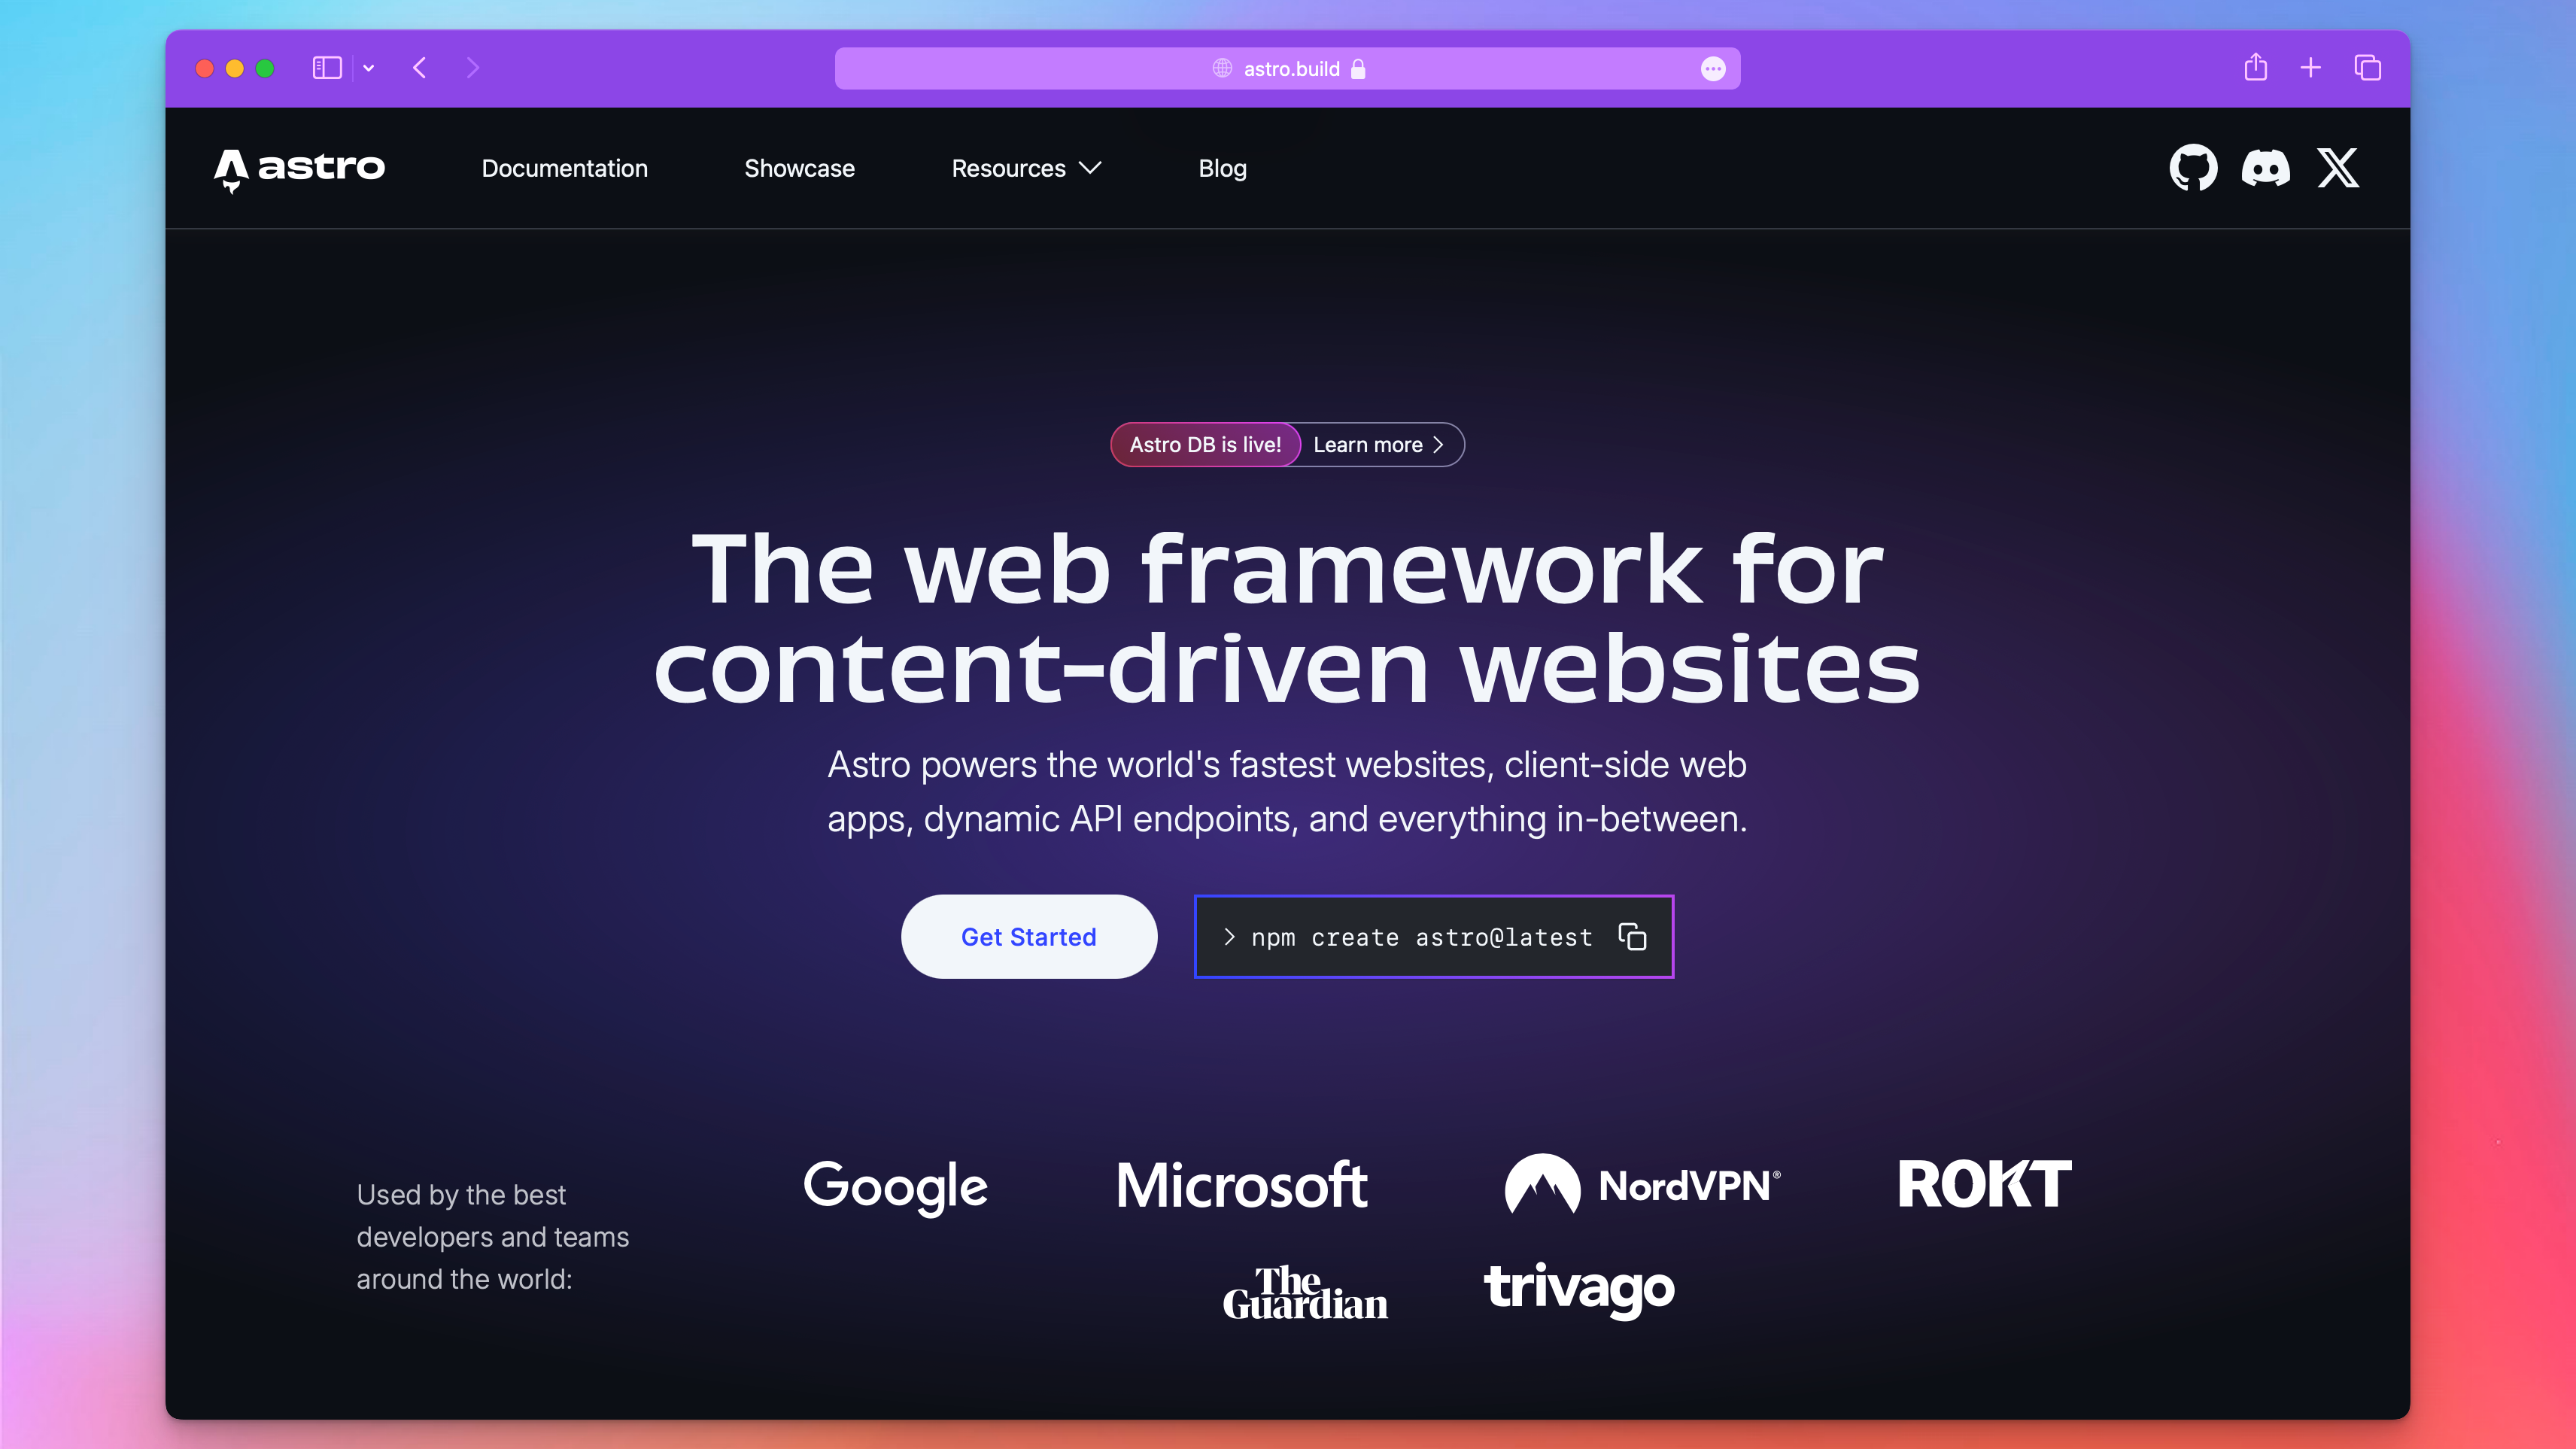 astro.build
astro
Documentation
Showcase
Resources
Blog
Astro DB is live!
Learn more
The web framework for
content-driven websites
Astro powers the world's fastest websites, client-side web
apps, dynamic API endpoints, and everything in-between.
Get Started
> npm create astro@latest
Used by the best
developers and teams
around the world:
Google
Microsoft
NordVPN®
ROKT
The
Guardian
trivago